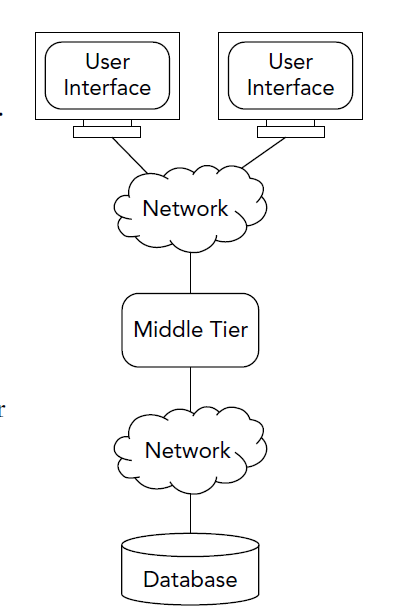 User
Interface
User
Interface
.
Network
Middle Tier
r
Network
Database